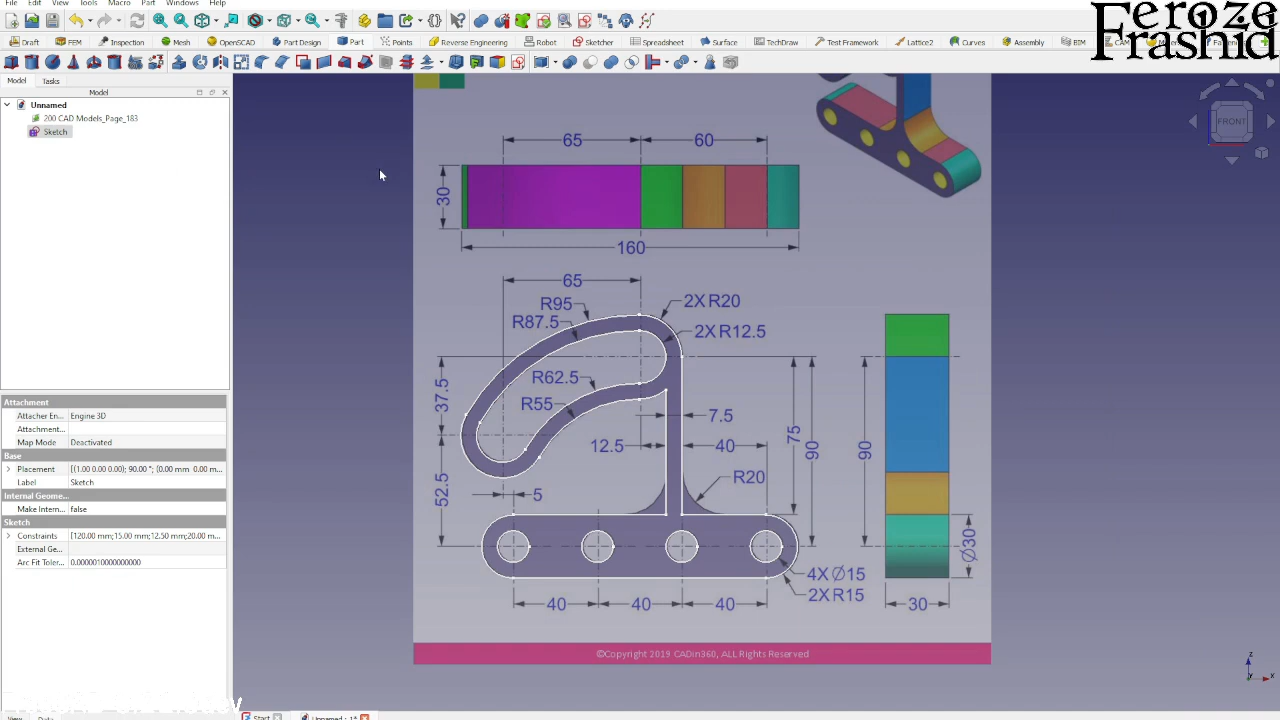 File Edit View Tools Macro Part Windows
Feroze
Frashid
Draft FEM Inspection Mesh OpenSCAD Part Design Part Points Reverse Engineering Robot Sketcher Spreadsheet Surface TechDraw Test Framework Lattice2 Curves Assembly BIM
Model Tasks
Model
Unnamed
200 CAD Models_Page_183
Sketch
FRONT
65 60
30
160
65
R95 2X R20
R87.5 2X R12.5
R62.5
37.5 R55 7.5
12.5 40 75 90 90
R20
52.5 5
Ø30
4X Ø15
2X R15
40 40 40 30
©Copyright 2019 CADin360, ALL Rights Reserved
Attachment
Attacher En... Engine 3D
Attachment...
Map Mode Deactivated
Base
Placement [(1.00 0.00 0.00); 90.00 °; (0.00 mm 0.00 m...
Label Sketch
Internal Geome...
Make Intern... false
Sketch
Constraints [120.00 mm;15.00 mm;12.50 mm;20.00 m...
External Ge...
Arc Fit Toler... 0.0000010000000000
z
x
View Data Start Unnamed : 1*